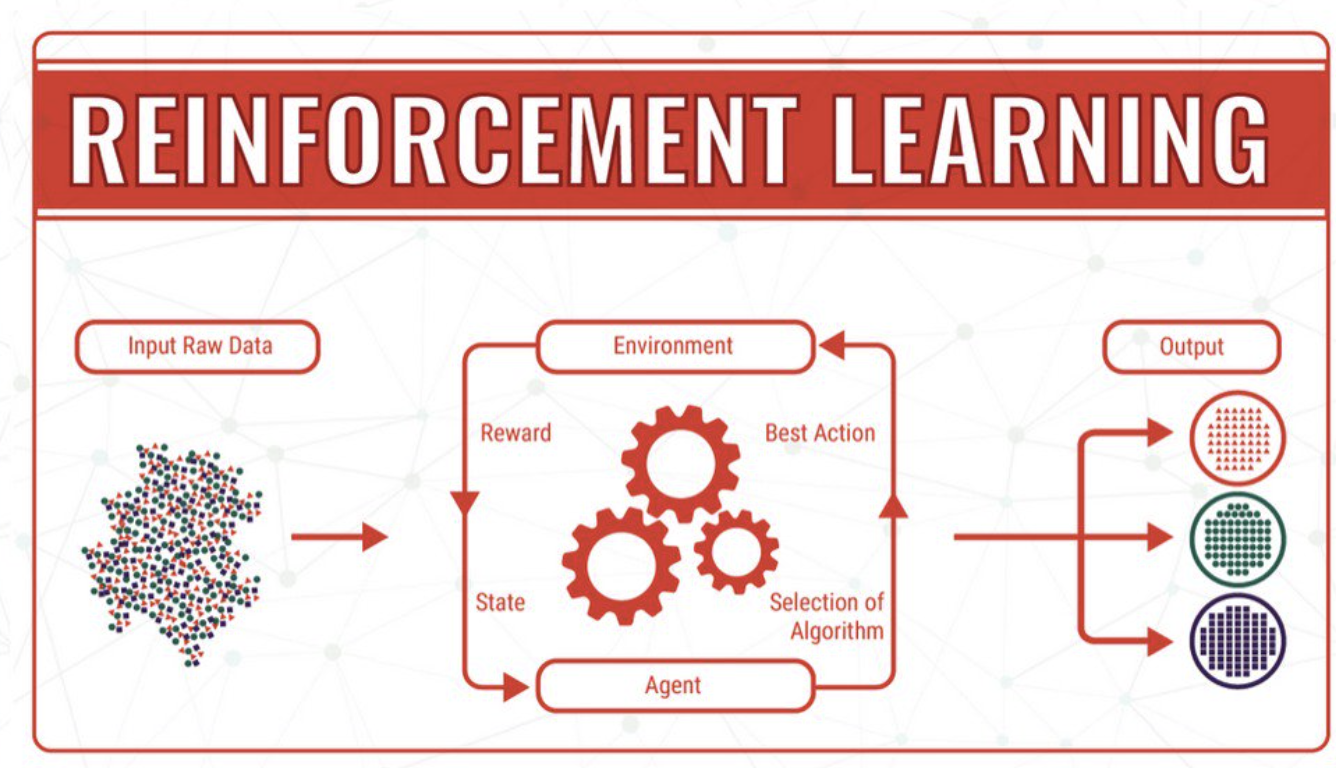 REINFORCEMENT LEARNING
Input Raw Data
Environment
Output
Reward
Best Action
State
Selection of
Algorithm
Agent